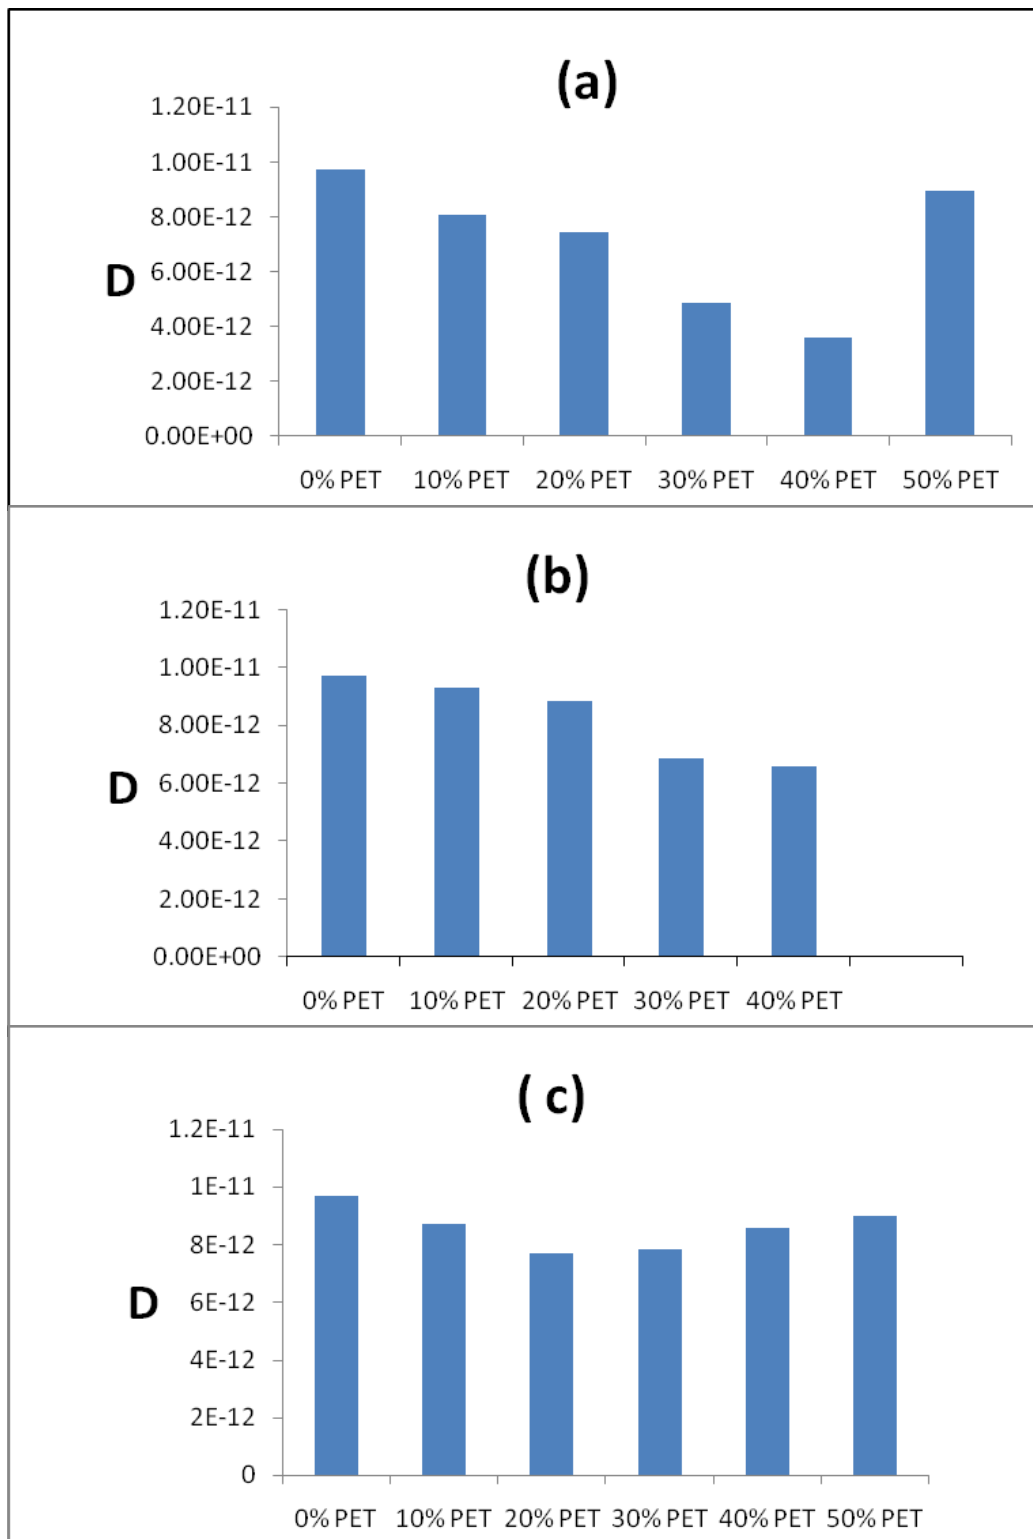 (a)
1.20E-11
1.00E-11
8.00E-12
6.00E-12
D
4.00E-12
2.00E-12
0.00E+00
0% PET 10% PET 20% PET 30% PET 40% PET 50% PET
(b)
1.20E-11
1.00E-11
8.00E-12
6.00E-12
D
4.00E-12
2.00E-12
0.00E+00
0% PET 10% PET 20% PET 30% PET 40% PET
( c)
1.2E-11
1E-11
8E-12
6E-12
D
4E-12
2E-12
0
0% PET 10% PET 20% PET 30% PET 40% PET 50% PET